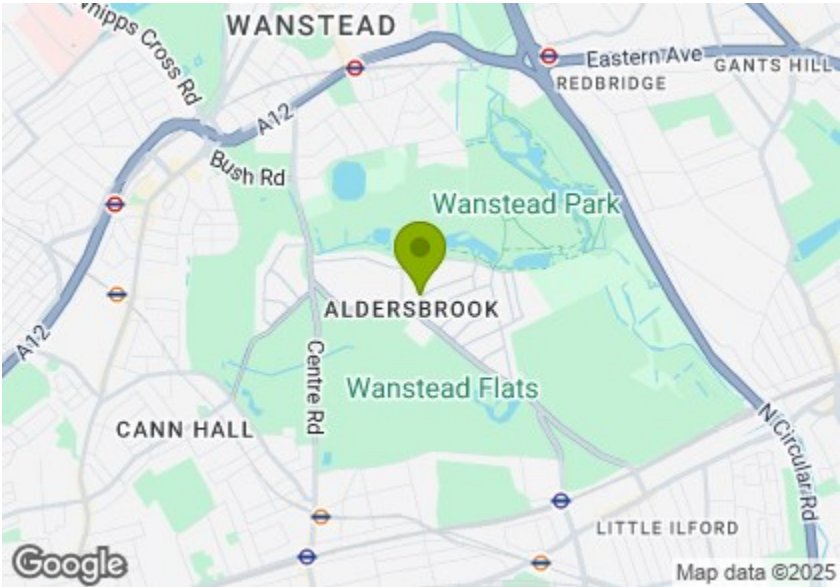 Whipps Cross Rd
WANSTEAD
Eastern Ave
GANTS HILL
REDBRIDGE
A12
Bush Rd
Wanstead Park
ALDERSBROOK
A12
Centre Rd
Wanstead Flats
CANN HALL
N Circular Rd
LITTLE ILFORD
Google
Map data ©2025